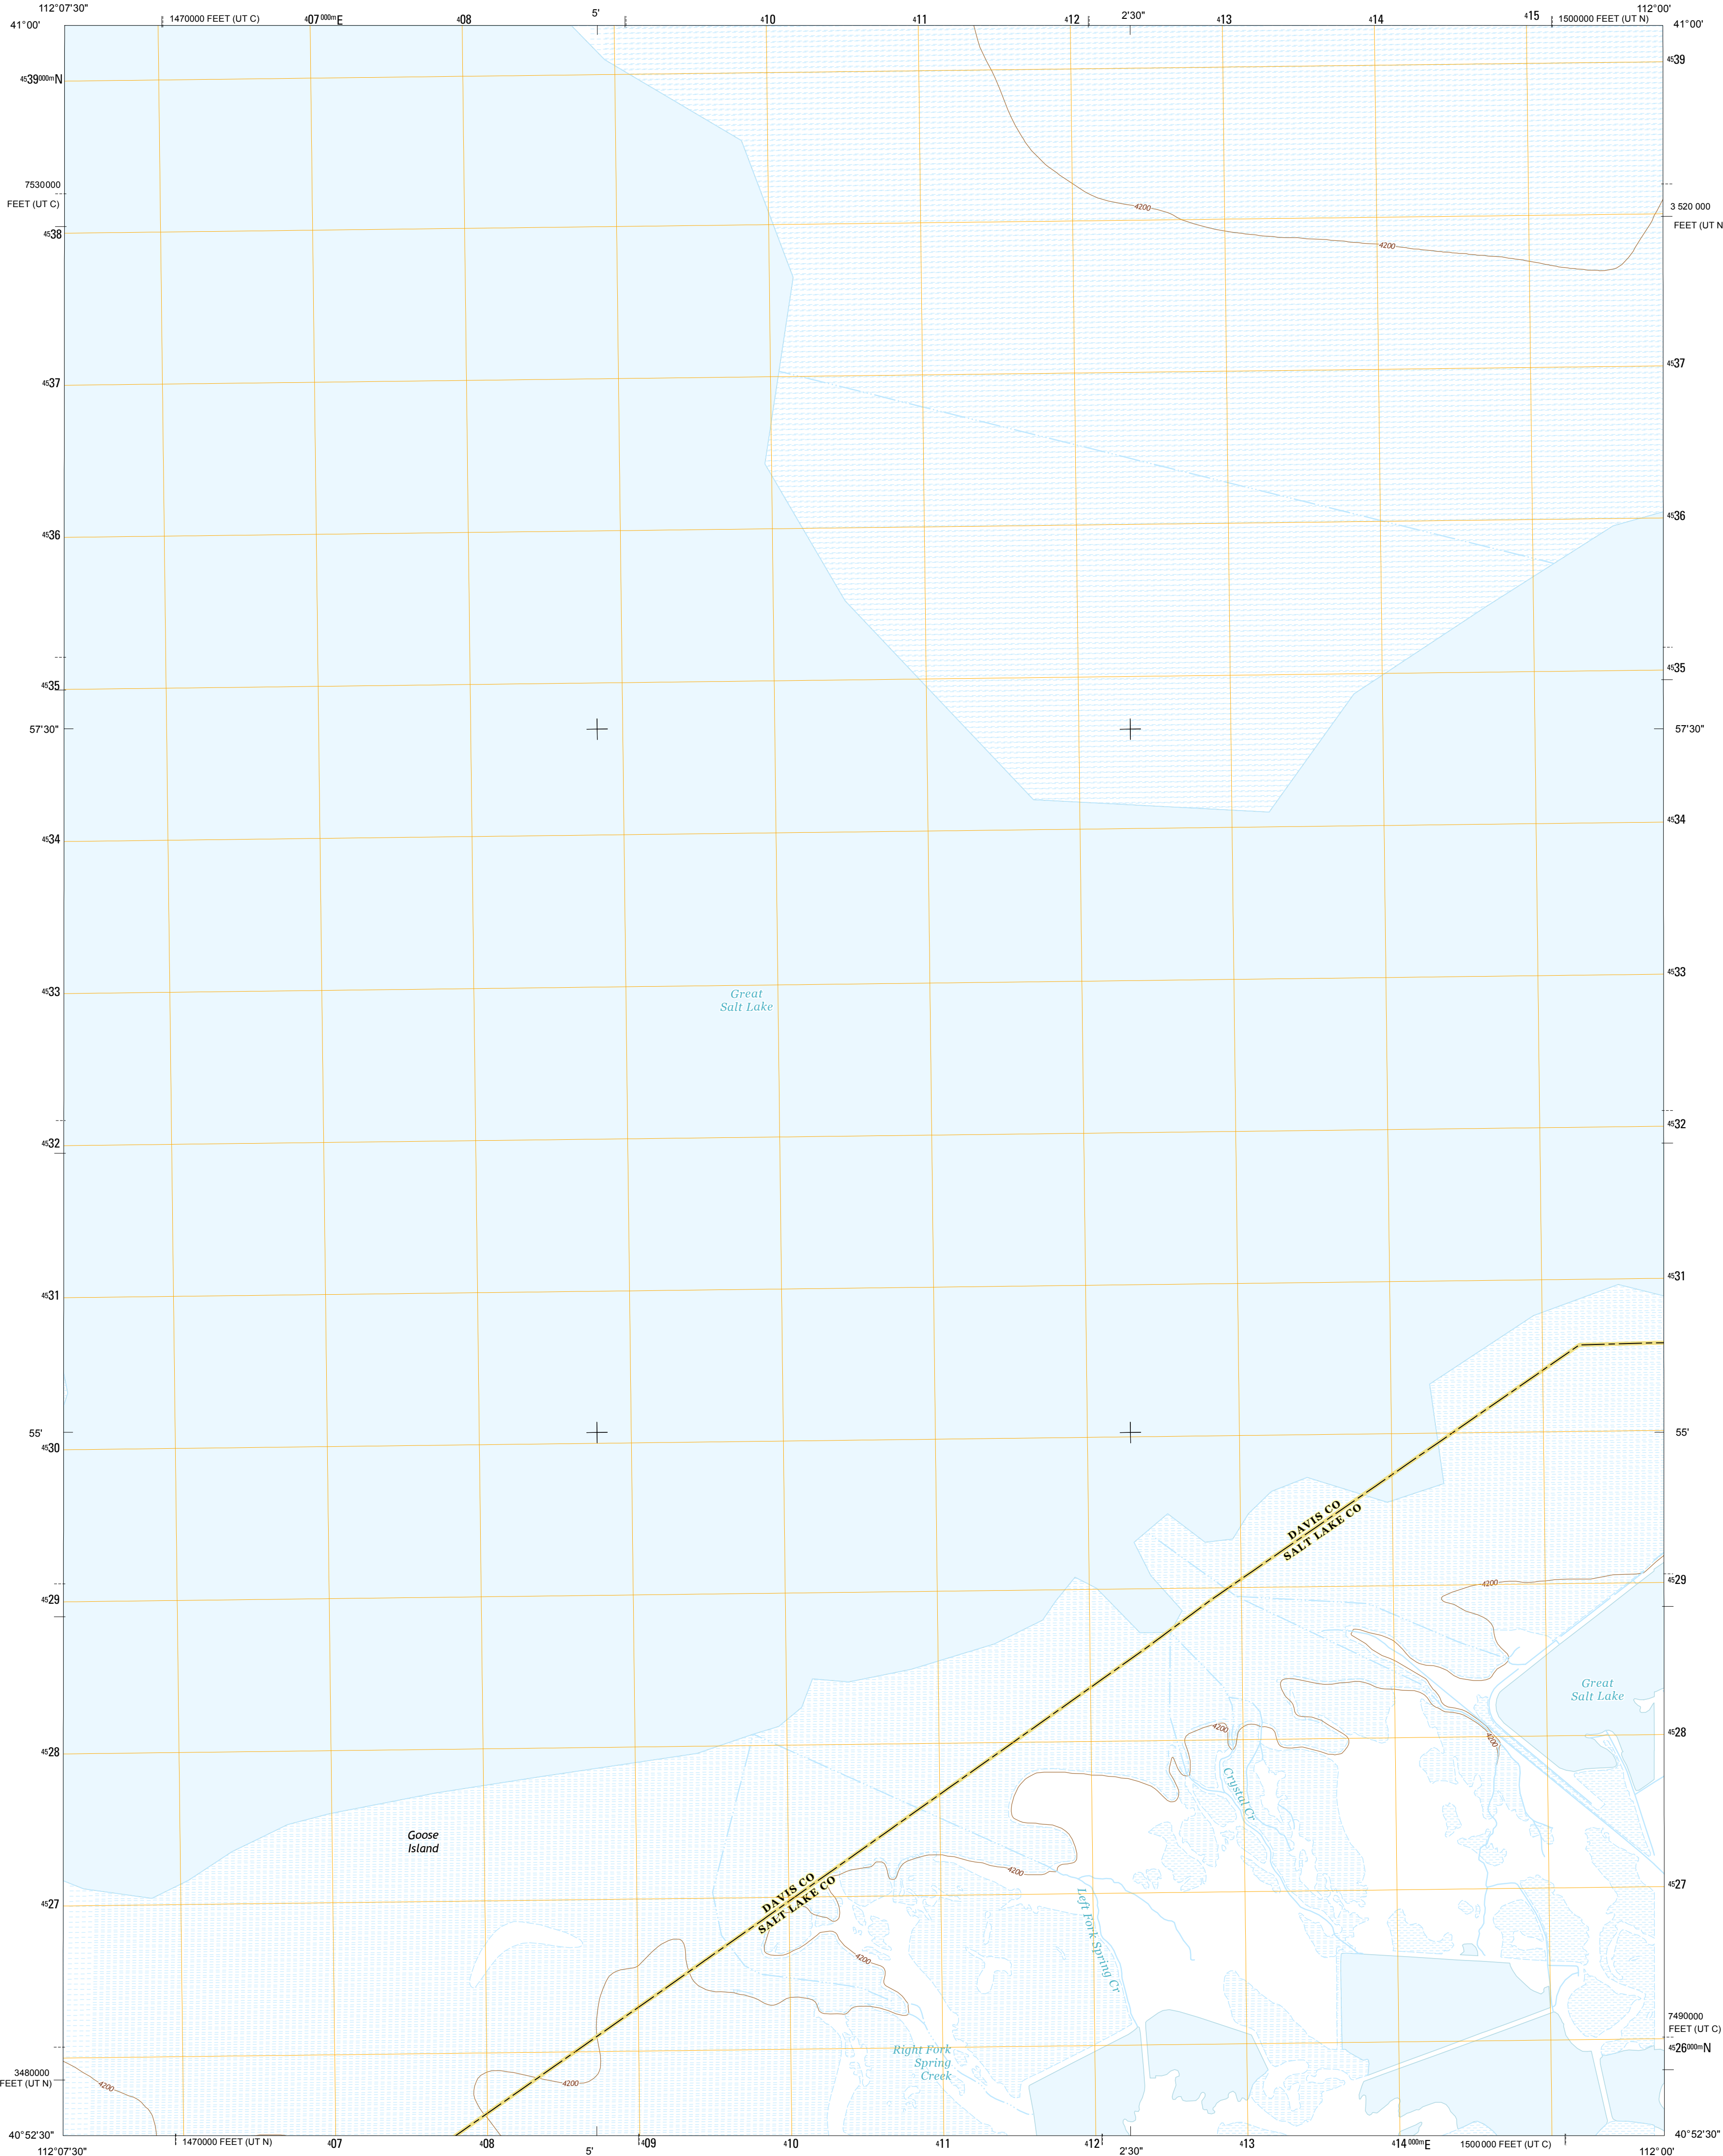 112°07'30"
1470000 FEET (UT C)
407000mE
408
5'
410
411
412
2'30"
413
414
415
1500000 FEET (UT N)
112°00'
41°00'
41°00'
4539000mN
4539
7530000
FEET (UT C)
3 520 000
FEET (UT N
4200
4538
4200
4537
4537
4536
4536
4535
4535
57'30"
57'30"
4534
4534
4533
4533
Great
Salt Lake
4532
4532
4531
4531
55'
55'
4530
DAVIS CO
SALT LAKE CO
4529
4529
4200
Great
Salt Lake
4528
4528
4200
4200
Crystal Cr
Goose
Island
4200
4527
4527
DAVIS CO
SALT LAKE CO
Left Fork Spring Cr
4200
7490000
FEET (UT C)
4526000mN
Right Fork
Spring
Creek
3480000
FEET (UT N)
4200
4200
40°52'30"
40°52'30"
112°07'30"
1470000 FEET (UT N)
407
408
5'
409
410
411
412
2'30"
413
414000mE
1500000 FEET (UT C)
112°00'